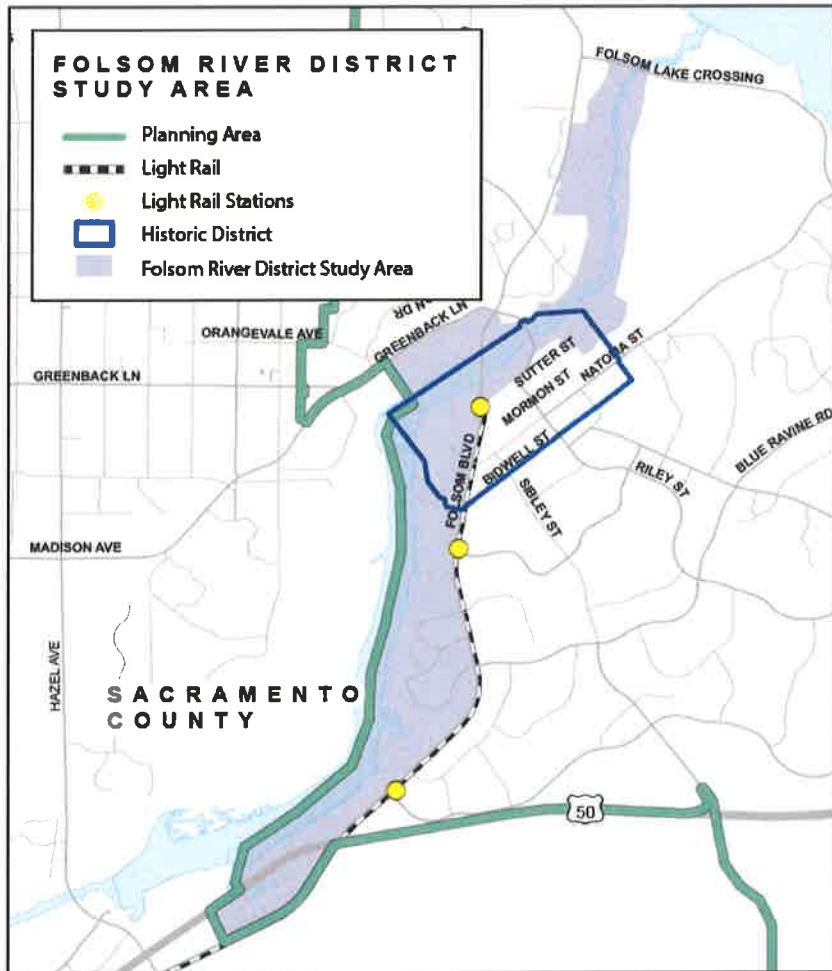 FOLSOM RIVER DISTRICT
STUDY AREA
Planning Area
Light Rail
Light Rail Stations
Historic District
Folsom River District Study Area
FOLSOM LAKE CROSSING
ORANGEVALE AVE
GREENBACK LN
GREENBACK LN
SUTTER ST
MORMON ST
NATOMA ST
FOLSOM BLVD
BIDWELL ST
SIBLEY ST
RILEY ST
BLUE RAVINE RD
MADISON AVE
HAZEL AVE
SACRAMENTO
COUNTY
50